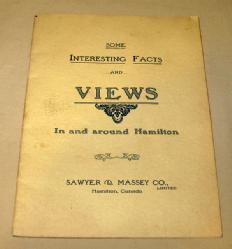 SOME
INTERESTING FACTS
AND
VIEWS
In and around Hamilton
SAWYER & MASSEY CO.,
LIMITED
Hamilton, Canada